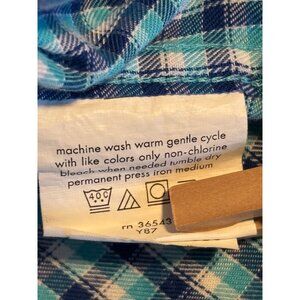 machine wash warm gentle cycle
with like colors only non-chlorine
bleach when needed tumble dry
permanent press iron medium
40C
rn 36543
Y87